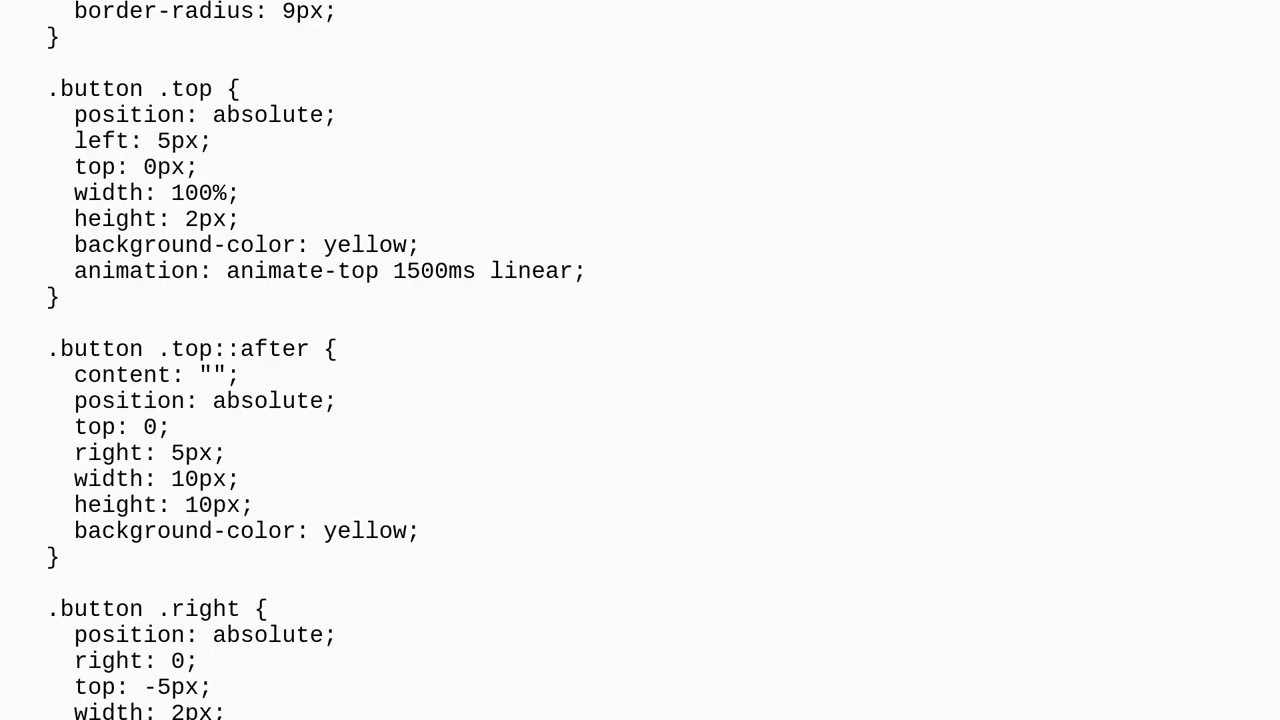 border-radius: 9px;
}
.button .top {
position: absolute;
left: 5px;
top: 0px;
width: 100%;
height: 2px;
background-color: yellow;
animation: animate-top 1500ms linear;
}
.button .top::after {
content: "";
position: absolute;
top: 0;
right: 5px;
width: 10px;
height: 10px;
background-color: yellow;
}
.button .right {
position: absolute;
right: 0;
top: -5px;
width: 2px;